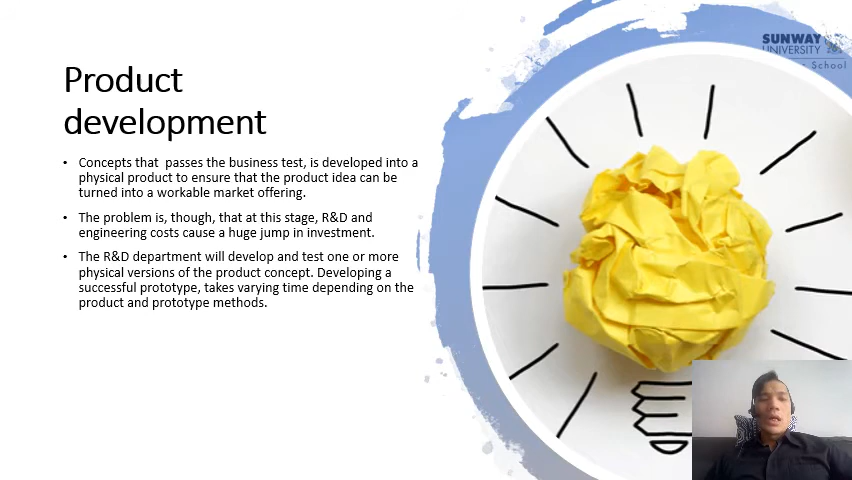 SUNWAY
UNIVERSITY
School
Product
development
• Concepts that  passes the business test, is developed into a
physical product to ensure that the product idea can be
turned into a workable market offering.
• The problem is, though, that at this stage, R&D and
engineering costs cause a huge jump in investment.
• The R&D department will develop and test one or more
physical versions of the product concept. Developing a
successful prototype, takes varying time depending on the
product and prototype methods.